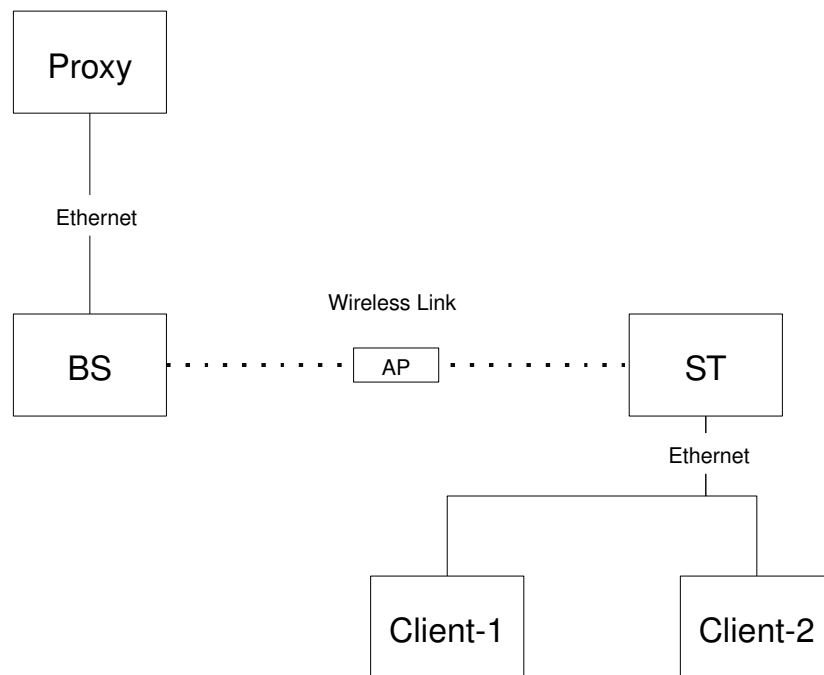 Proxy
Ethernet
Wireless Link
BS
AP
ST
Ethernet
Client-1
Client-2